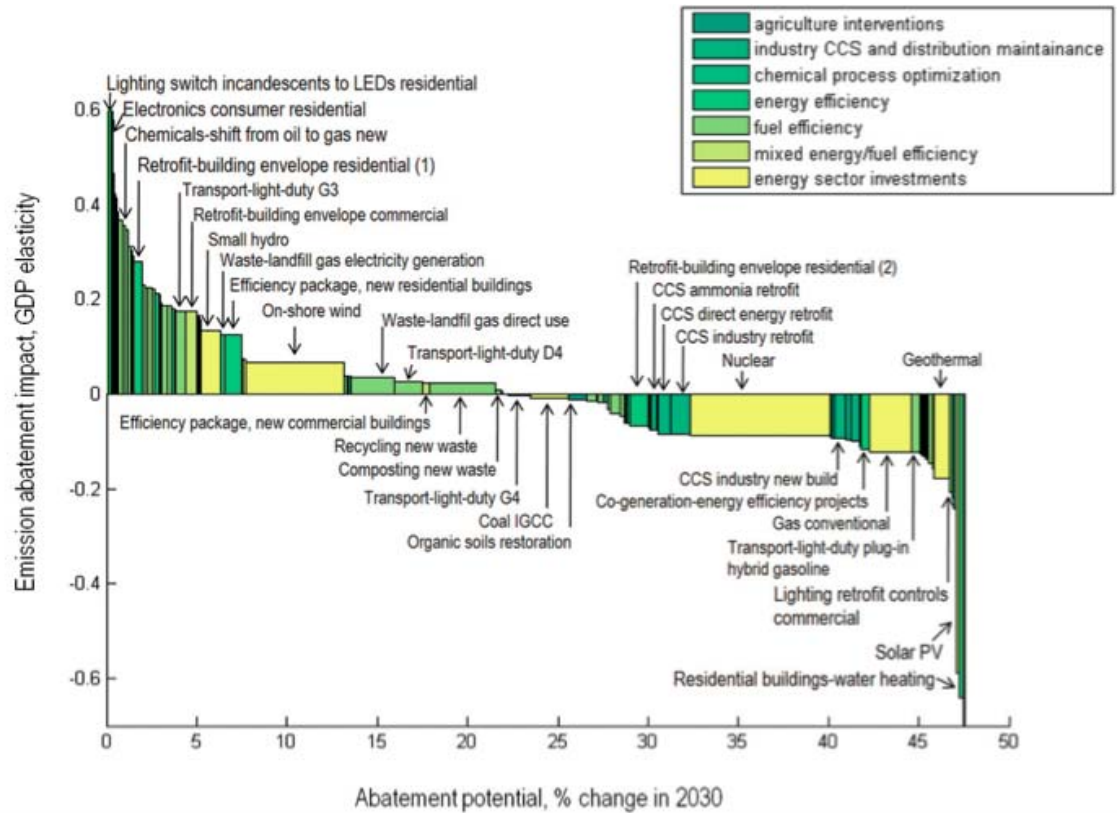 agriculture interventions
industry CCS and distribution maintainance
chemical process optimization
energy efficiency
fuel efficiency
mixed energy/fuel efficiency
energy sector investments
Lighting switch incandescents to LEDs residential
Electronics consumer residential
Chemicals-shift from oil to gas new
Retrofit-building envelope residential (1)
Transport-light-duty G3
Retrofit-building envelope commercial
Small hydro
Waste-landfill gas electricity generation
Efficiency package, new residential buildings
On-shore wind
Waste-landfil gas direct use
Transport-light-duty D4
Retrofit-building envelope residential (2)
CCS ammonia retrofit
CCS direct energy retrofit
CCS industry retrofit
Nuclear
Geothermal
Efficiency package, new commercial buildings
Recycling new waste
Composting new waste
Transport-light-duty G4
Coal IGCC
Organic soils restoration
CCS industry new build
Co-generation-energy efficiency projects
Gas conventional
Transport-light-duty plug-in
hybrid gasoline
Lighting retrofit controls
commercial
Solar PV
Residential buildings-water heating
Emission abatement impact, GDP elasticity
0.6
0.4
0.2
0
-0.2
-0.4
-0.6
0 5 10 15 20 25 30 35 40 45 50
Abatement potential, % change in 2030